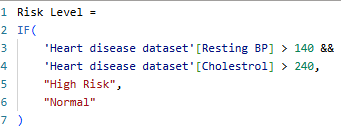 1 Risk Level =
2 IF(
3 'Heart disease dataset'[Resting BP] > 140 &&
4 'Heart disease dataset'[Cholestrol] > 240,
5 "High Risk",
6 "Normal"
7 )